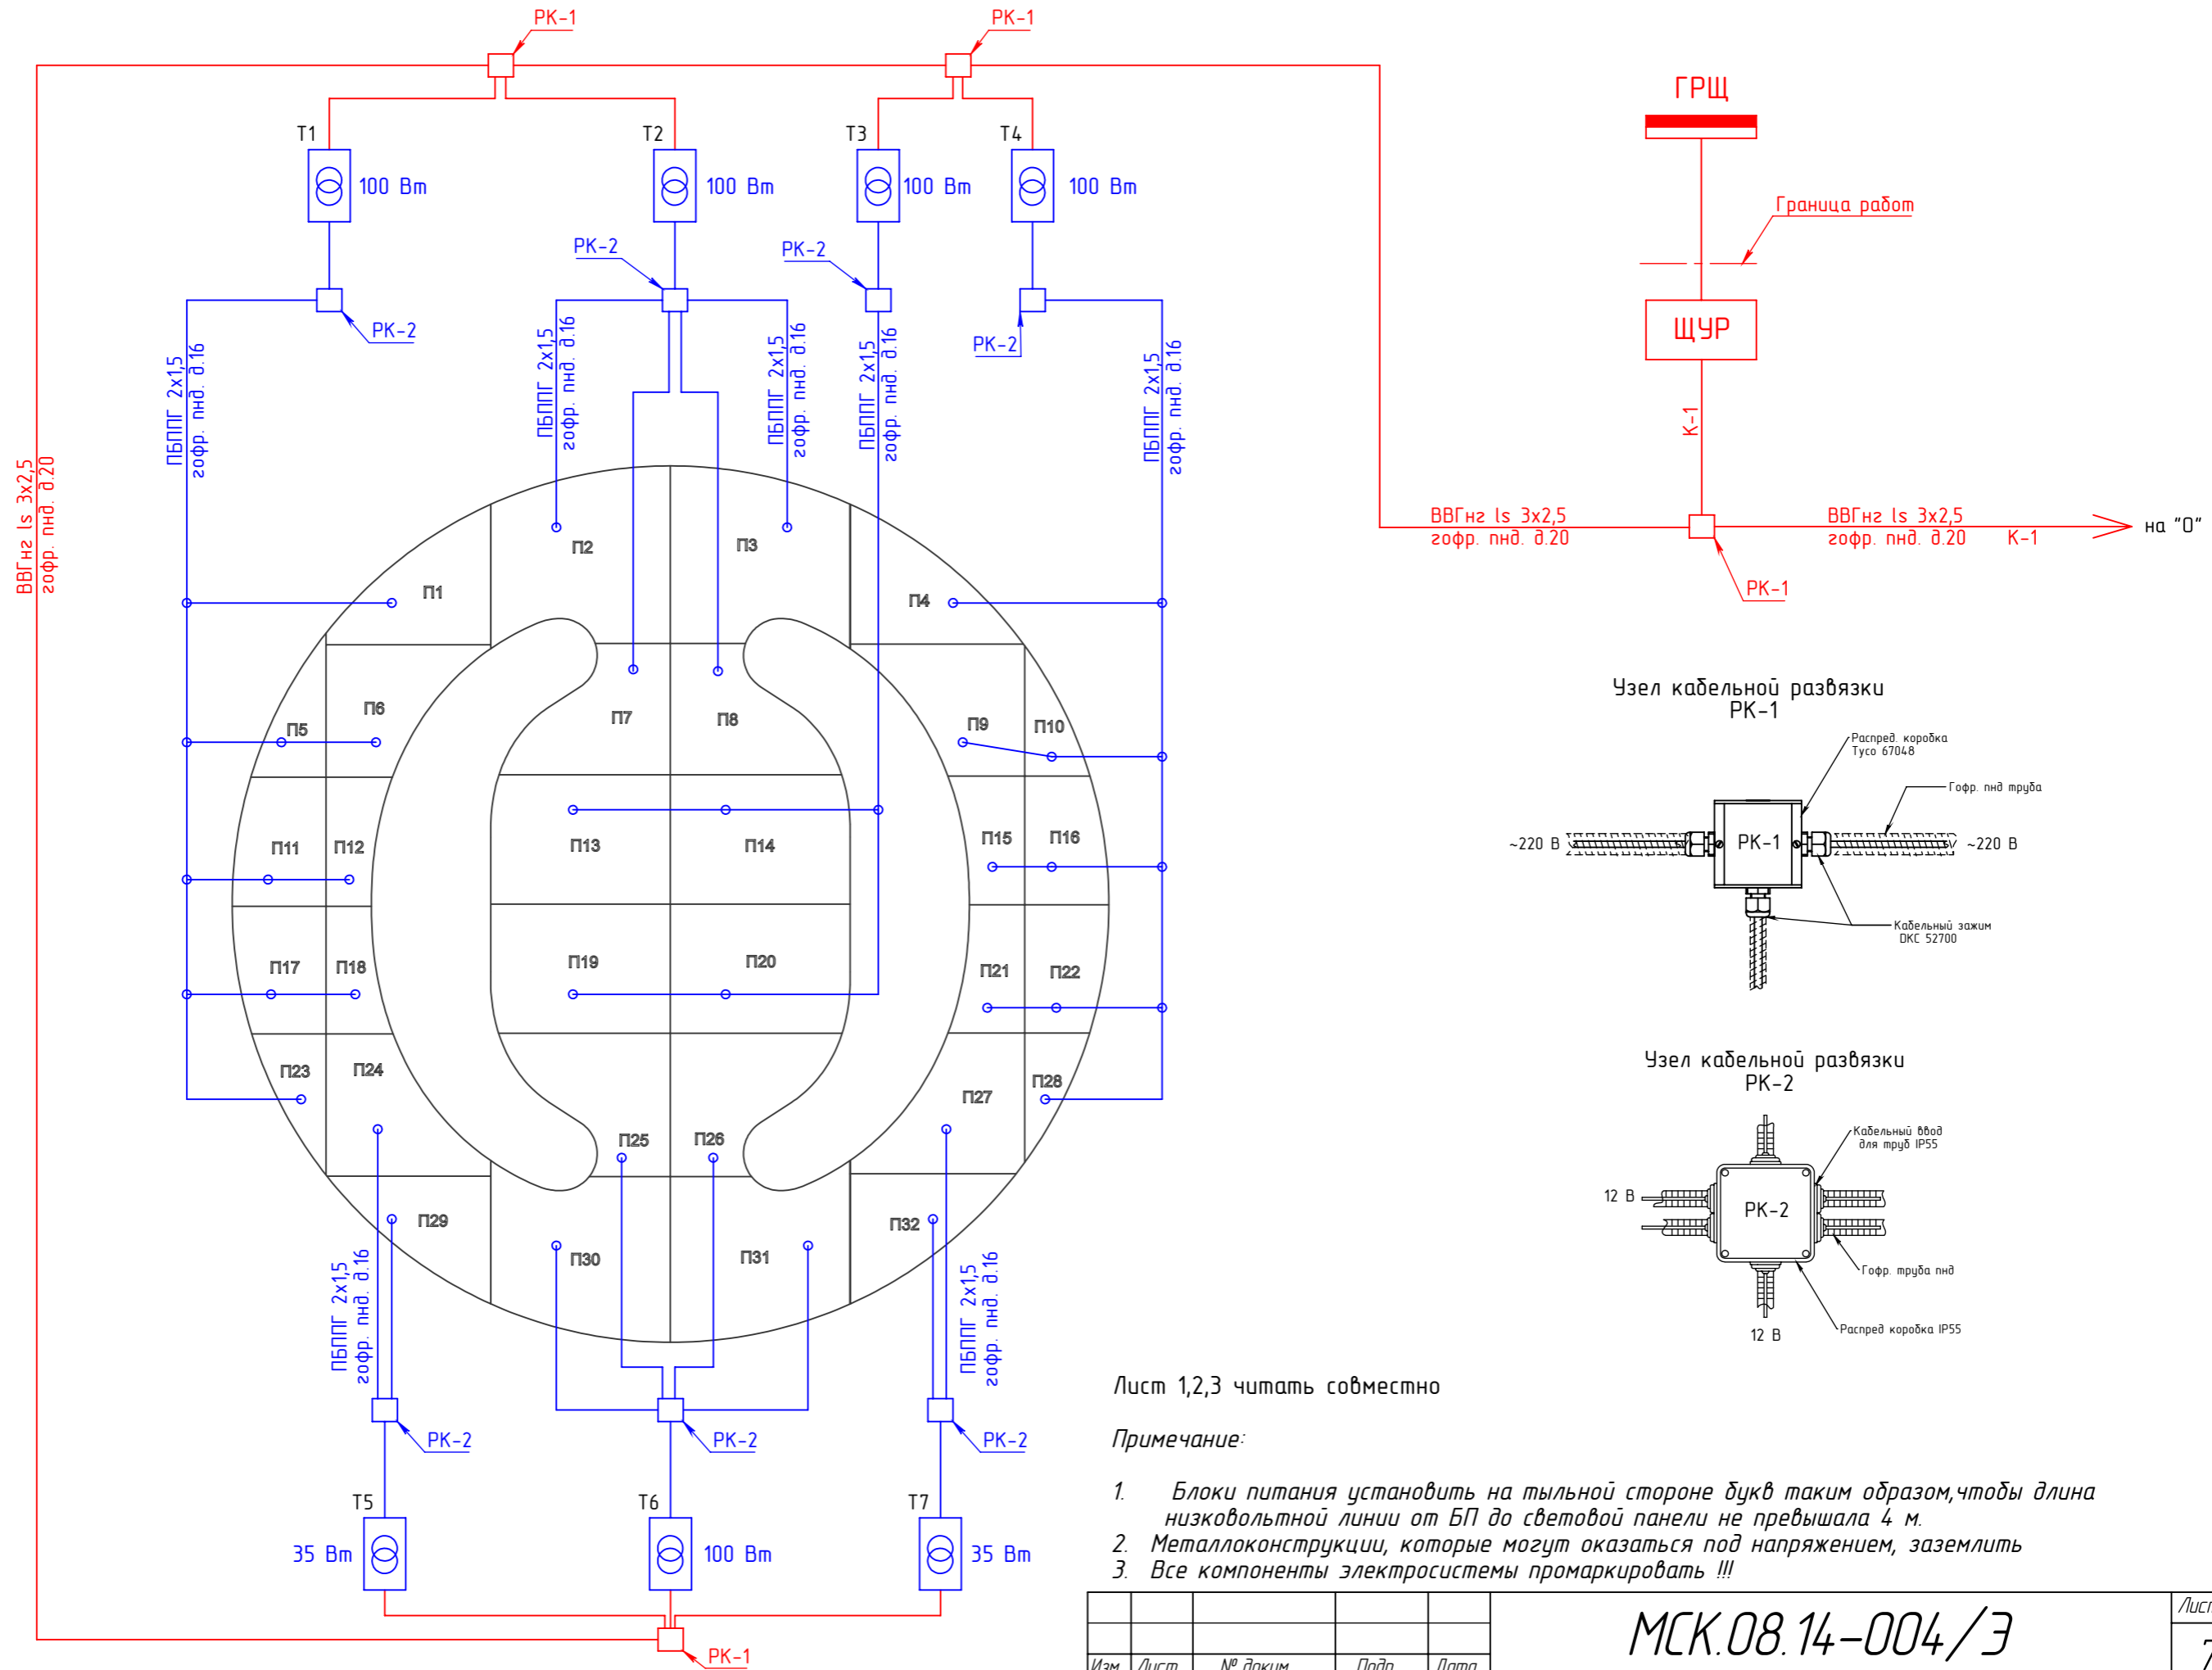 РК-1
РК-1
ГРЩ
Т1
Т2
Т3
Т4
100 Вт
100 Вт
100 Вт
100 Вт
Граница работ
РК-2
РК-2
РК-2
РК-2
ЩУР
ПБППГ 2х1,5
гофр. пнд. д.16
ПБППГ 2х1,5
гофр. пнд. д.16
ПБППГ 2х1,5
гофр. пнд. д.16
ПБППГ 2х1,5
гофр. пнд. д.16
ПБППГ 2х1,5
гофр. пнд. д.16
К-1
ВВГнг ls 3х2,5
гофр. пнд. д.20
ВВГнг ls 3х2,5
гофр. пнд. д.20
ВВГнг ls 3х2,5
гофр. пнд. д.20 К-1
на "О"
РК-1
П1
П2
П3
П4
П5
П6
П7
П8
П9
П10
П11
П12
П13
П14
П15
П16
П17
П18
П19
П20
П21
П22
П23
П24
П25
П26
П27
П28
П29
П30
П31
П32
Узел кабельной развязки
РК-1
Распред. коробка
Тусо 67048
Гофр. пнд труба
~220 В
РК-1
~220 В
Кабельный зажим
DKC 52700
Узел кабельной развязки
РК-2
Кабельный ввод
для труб IP55
12 В
РК-2
Гофр. труба пнд
12 В
Распред коробка IP55
ПБППГ 2х1,5
гофр. пнд. д.16
ПБППГ 2х1,5
гофр. пнд. д.16
РК-2
РК-2
РК-2
Т5
Т6
Т7
35 Вт
100 Вт
35 Вт
РК-1
Лист 1,2,3 читать совместно
Примечание:
1. Блоки питания установить на тыльной стороне букв таким образом,чтобы длина
низковольтной линии от БП до световой панели не превышала 4 м.
2. Металлоконструкции, которые могут оказаться под напряжением, заземлить
3. Все компоненты электросистемы промаркировать !!!
МСК.08.14-004/Э
Лист
Изм. Лист № докум. Подп. Дата